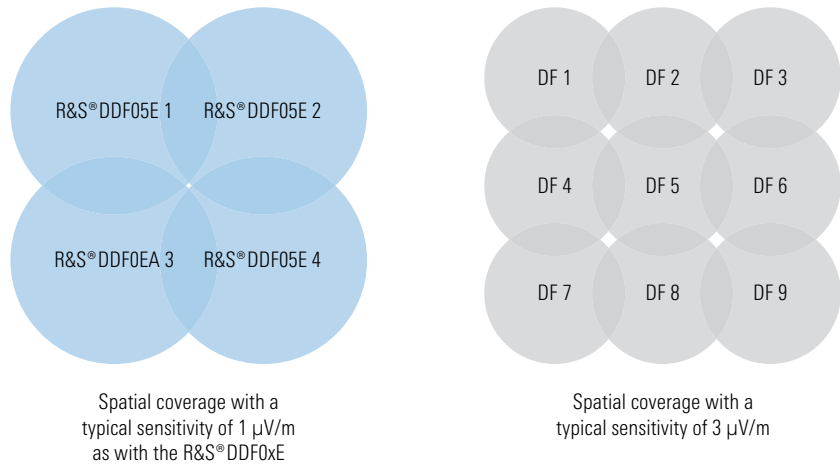 R&S®DDF05E 1
R&S®DDF05E 2
R&S®DDF0EA 3
R&S®DDF05E 4
Spatial coverage with a
typical sensitivity of 1 µV/m
as with the R&S®DDF0xE
DF 1
DF 2
DF 3
DF 4
DF 5
DF 6
DF 7
DF 8
DF 9
Spatial coverage with a
typical sensitivity of 3 µV/m